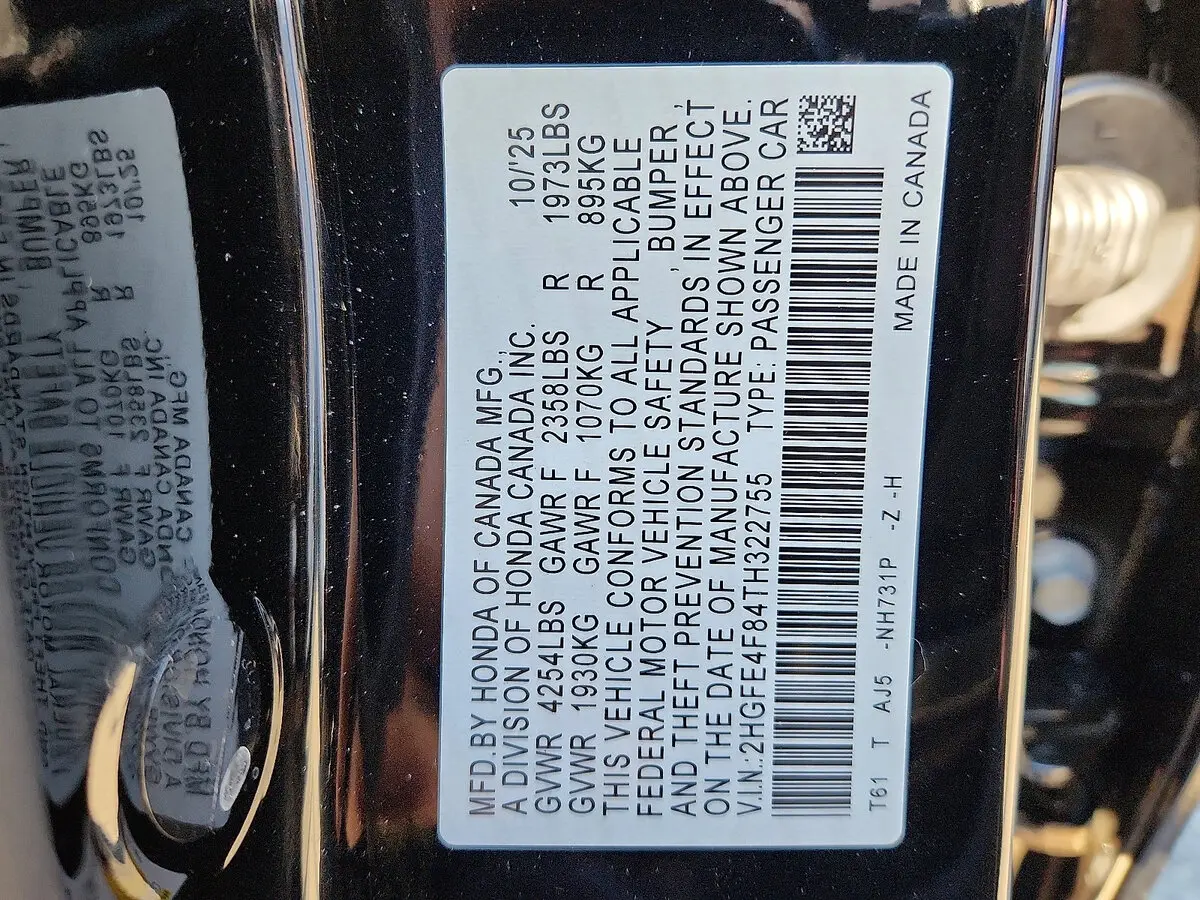 MFD.BY HONDA OF CANADA MFG.,
A DIVISION OF HONDA CANADA INC. 10/'25
GVWR 4254LBS GAWR F 2358LBS R 1973LBS
GVWR 1930KG GAWR F 1070KG R 895KG
THIS VEHICLE CONFORMS TO ALL APPLICABLE
FEDERAL MOTOR VEHICLE SAFETY, BUMPER,
AND THEFT PREVENTION STANDARDS IN EFFECT
ON THE DATE OF MANUFACTURE SHOWN ABOVE.
V.I.N.:2HGFE4F84TH322755 TYPE: PASSENGER CAR
T61 T AJ5 -NH731P -Z -H MADE IN CANADA